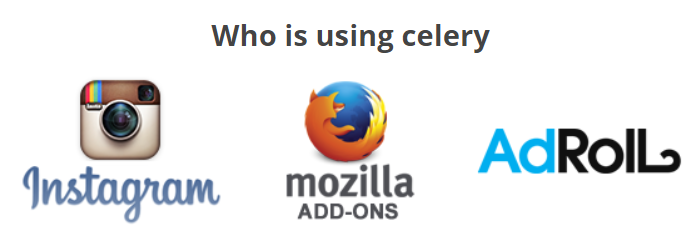 Who is using celery
Instagram
mozilla
ADD-ONS
AdRoll